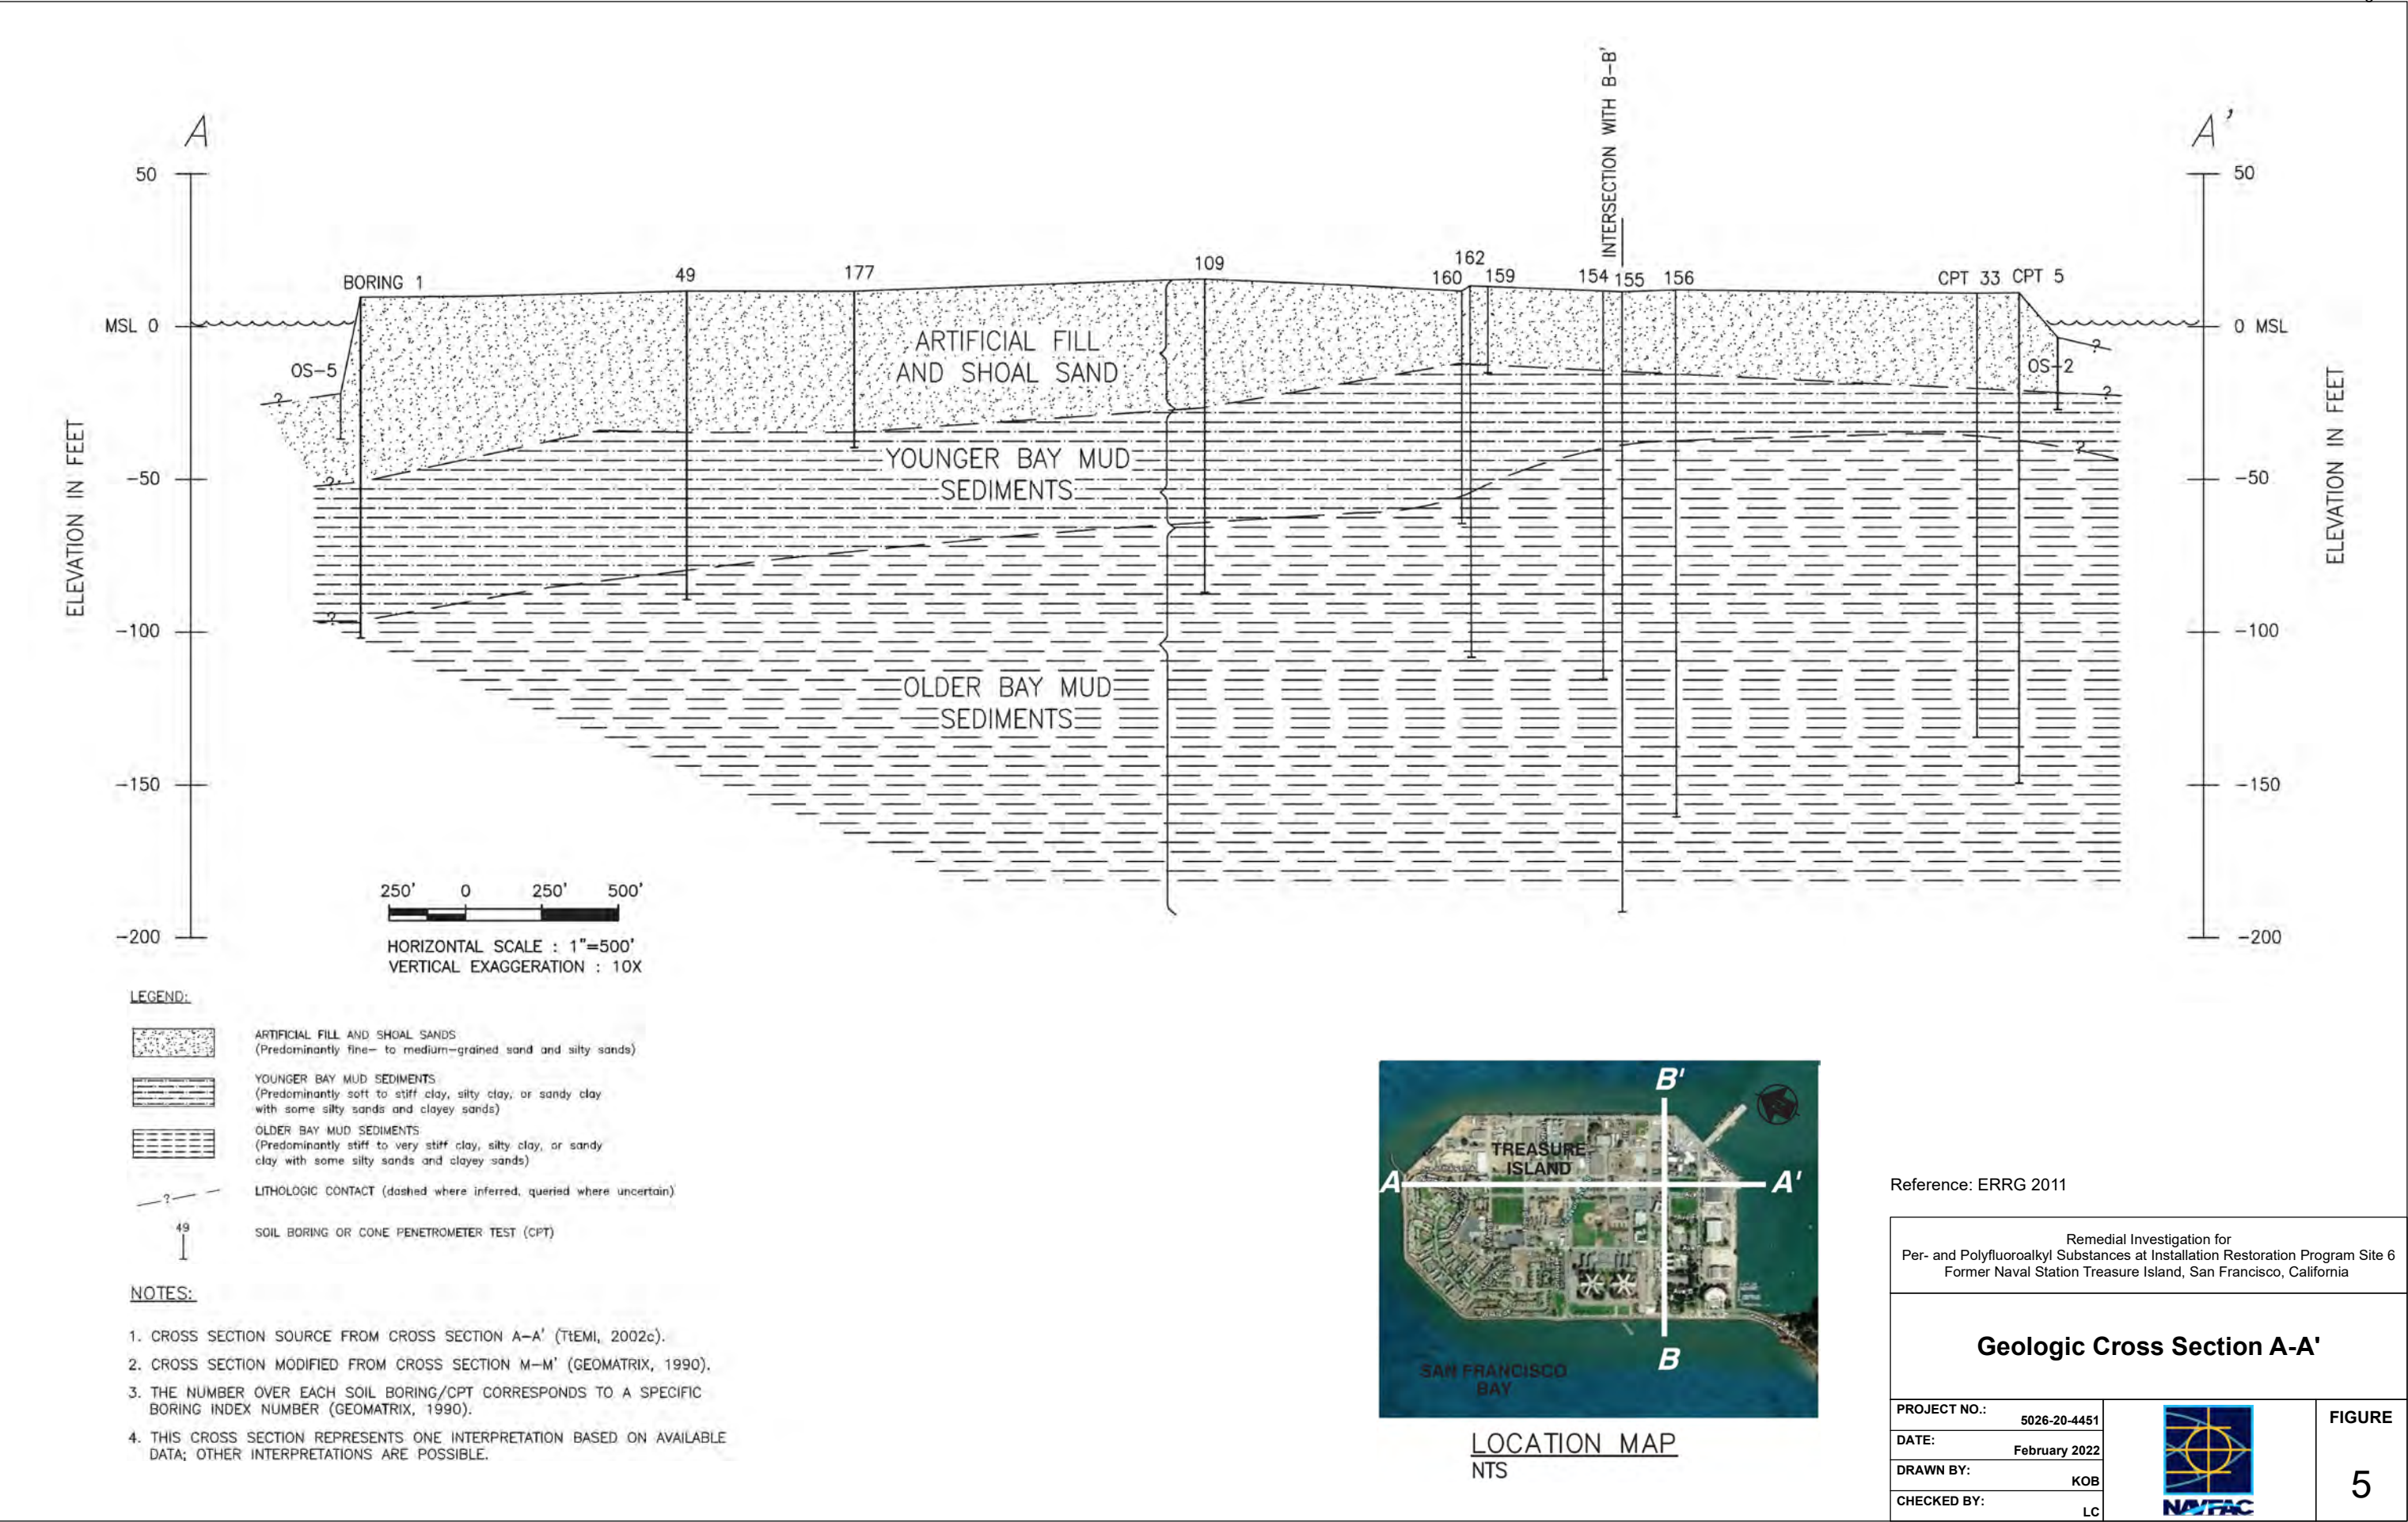 INTERSECTION WITH B-B'
A
A'
50
50
BORING 1
49
177
109
162
160
159
154
155
156
CPT 33
CPT 5
MSL 0
0 MSL
OS-5
OS-2
ARTIFICIAL FILL
AND SHOAL SAND
?
?
?
?
?
?
YOUNGER BAY MUD
SEDIMENTS
-50
-50
ELEVATION IN FEET
ELEVATION IN FEET
-100
-100
OLDER BAY MUD
SEDIMENTS
-150
-150
-200
-200
250' 0 250' 500'
HORIZONTAL SCALE : 1"=500'
VERTICAL EXAGGERATION : 10X
LEGEND:
ARTIFICIAL FILL AND SHOAL SANDS
(Predominantly fine- to medium-grained sand and silty sands)
YOUNGER BAY MUD SEDIMENTS
(Predominantly soft to stiff clay, silty clay, or sandy clay
with some silty sands and clayey sands)
OLDER BAY MUD SEDIMENTS
(Predominantly stiff to very stiff clay, silty clay, or sandy
clay with some silty sands and clayey sands)
?
LITHOLOGIC CONTACT (dashed where inferred, queried where uncertain)
49
SOIL BORING OR CONE PENETROMETER TEST (CPT)
NOTES:
1. CROSS SECTION SOURCE FROM CROSS SECTION A-A' (TtEMI, 2002c).
2. CROSS SECTION MODIFIED FROM CROSS SECTION M-M' (GEOMATRIX, 1990).
3. THE NUMBER OVER EACH SOIL BORING/CPT CORRESPONDS TO A SPECIFIC
BORING INDEX NUMBER (GEOMATRIX, 1990).
4. THIS CROSS SECTION REPRESENTS ONE INTERPRETATION BASED ON AVAILABLE
DATA; OTHER INTERPRETATIONS ARE POSSIBLE.
B'
TREASURE
ISLAND
A
A'
B
SAN FRANCISCO
BAY
LOCATION MAP
NTS
Reference: ERRG 2011
Remedial Investigation for
Per- and Polyfluoroalkyl Substances at Installation Restoration Program Site 6
Former Naval Station Treasure Island, San Francisco, California
Geologic Cross Section A-A'
PROJECT NO.:
5026-20-4451
DATE:
February 2022
DRAWN BY:
KOB
CHECKED BY:
LC
NAVFAC
FIGURE
5